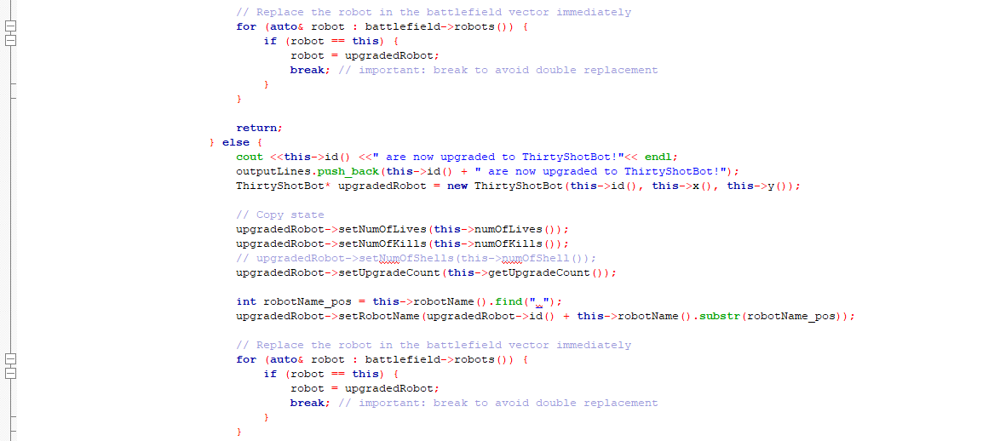 // Replace the robot in the battlefield vector immediately
for (auto& robot : battlefield->robots()) {
if (robot == this) {
robot = upgradedRobot;
break; // important: break to avoid double replacement
}
}
return;
} else {
cout <<this->id() <<" are now upgraded to ThirtyShotBot!"<< endl;
outputLines.push_back(this->id() + " are now upgraded to ThirtyShotBot!");
ThirtyShotBot* upgradedRobot = new ThirtyShotBot(this->id(), this->x(), this->y());
// Copy state
upgradedRobot->setNumOfLives(this->numOfLives());
upgradedRobot->setNumOfKills(this->numOfKills());
// upgradedRobot->setNumOfShells(this->numOfShell());
upgradedRobot->setUpgradeCount(this->getUpgradeCount());
int robotName_pos = this->robotName().find("_");
upgradedRobot->setRobotName(upgradedRobot->id() + this->robotName().substr(robotName_pos));
// Replace the robot in the battlefield vector immediately
for (auto& robot : battlefield->robots()) {
if (robot == this) {
robot = upgradedRobot;
break; // important: break to avoid double replacement
}
}